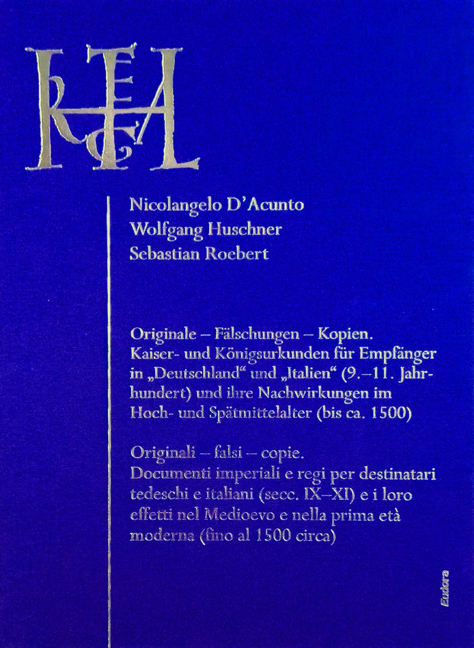 Nicolangelo D'Acunto
Wolfgang Huschner
Sebastian Roebert
Originale – Fälschungen – Kopien.
Kaiser- und Königsurkunden für Empfänger
in „Deutschland“ und „Italien“ (9.–11. Jahr-
hundert) und ihre Nachwirkungen im
Hoch- und Spätmittelalter (bis ca. 1500)
Originali – falsi – copie.
Documenti imperiali e regi per destinatari
tedeschi e italiani (secc. IX–XI) e i loro
effetti nel Medioevo e nella prima età
moderna (fino al 1500 circa)
Eudora